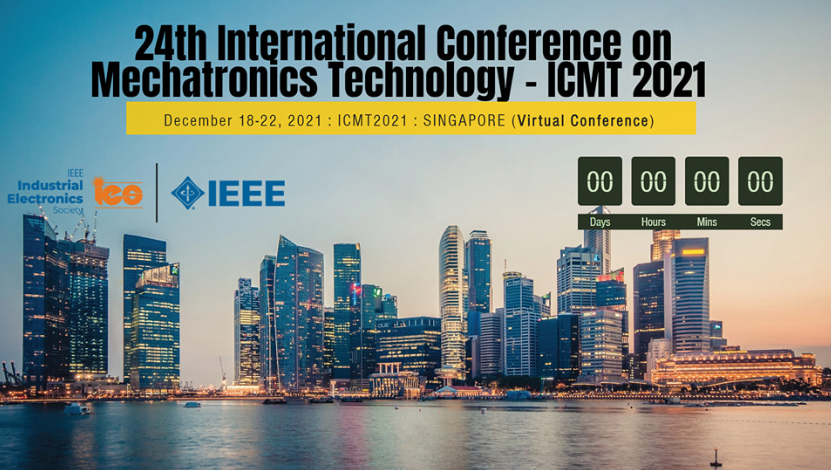 24th International Conference on
Mechatronics Technology - ICMT 2021
December 18-22, 2021 : ICMT2021 : SINGAPORE (Virtual Conference)
IEEE
Industrial
Electronics
Society
ies
IEEE
00 00 00 00
Days Hours Mins Secs